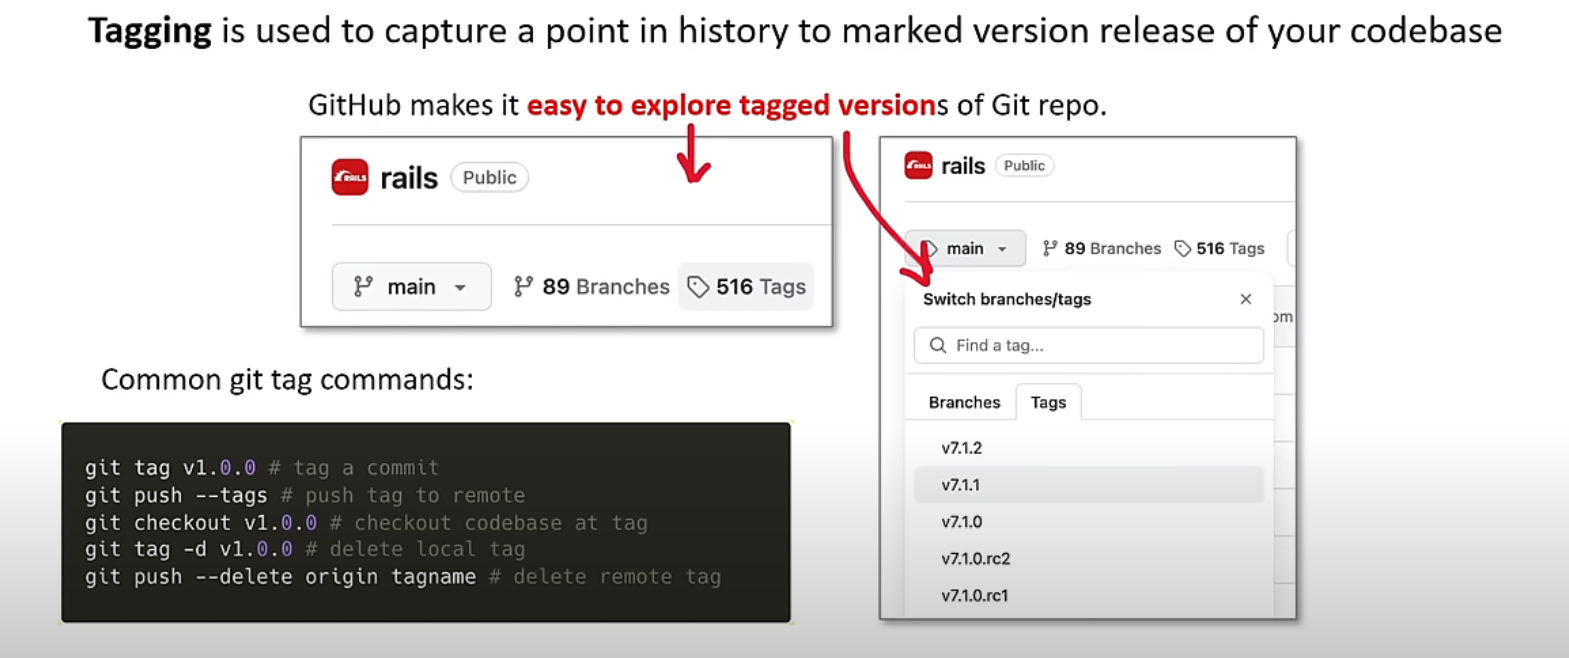 Tagging is used to capture a point in history to marked version release of your codebase
GitHub makes it easy to explore tagged versions of Git repo.
RAILS
rails Public
main 89 Branches 516 Tags
Common git tag commands:
git tag v1.0.0 # tag a commit
git push --tags # push tag to remote
git checkout v1.0.0 # checkout codebase at tag
git tag -d v1.0.0 # delete local tag
git push --delete origin tagname # delete remote tag
RAILS
rails Public
main 89 Branches 516 Tags
Switch branches/tags
om
Find a tag...
Branches Tags
v7.1.2
v7.1.1
v7.1.0
v7.1.0.rc2
v7.1.0.rc1